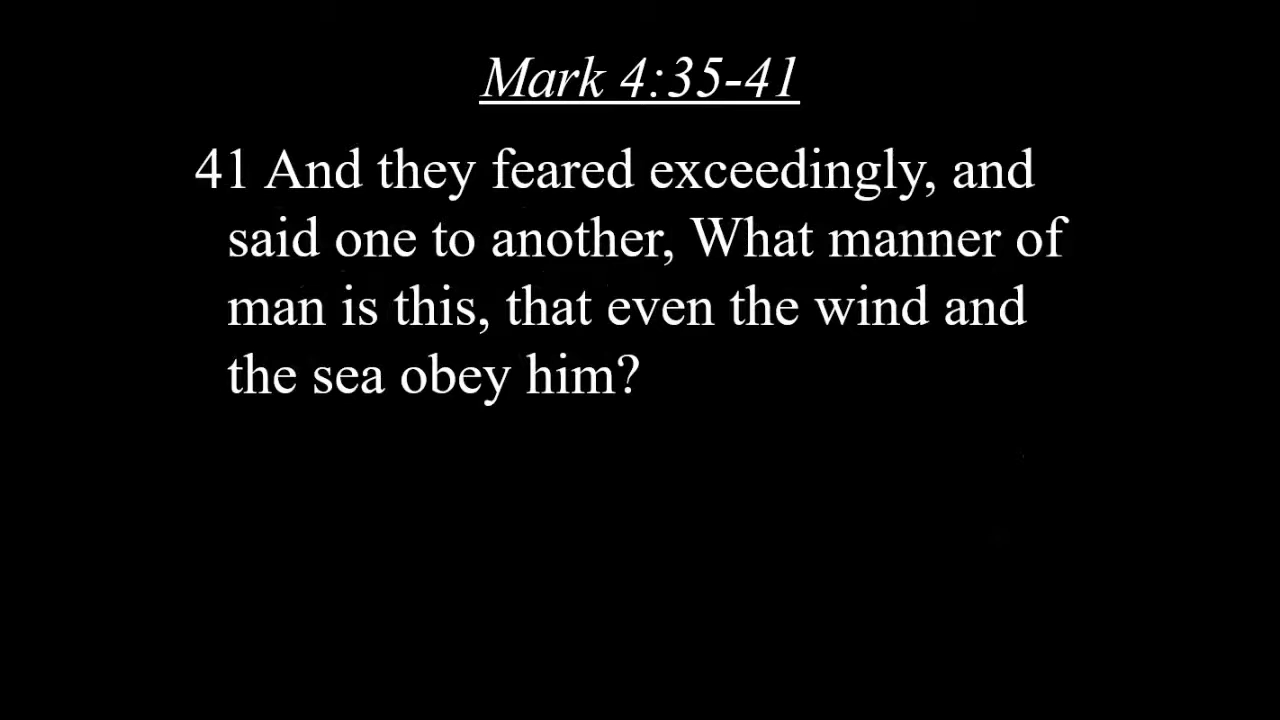 Mark 4:35-41
41 And they feared exceedingly, and
said one to another, What manner of
man is this, that even the wind and
the sea obey him?